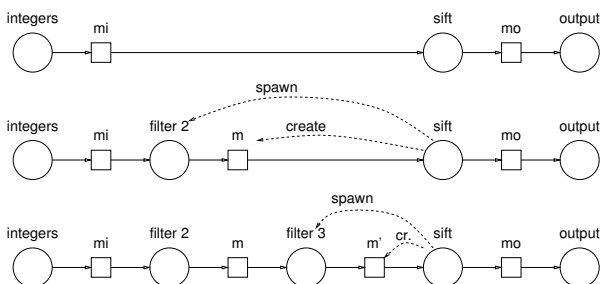 integers mi sift mo output
spawn
integers mi filter 2 m create sift mo output
spawn
integers mi filter 2 m filter 3 m' cr. sift mo output